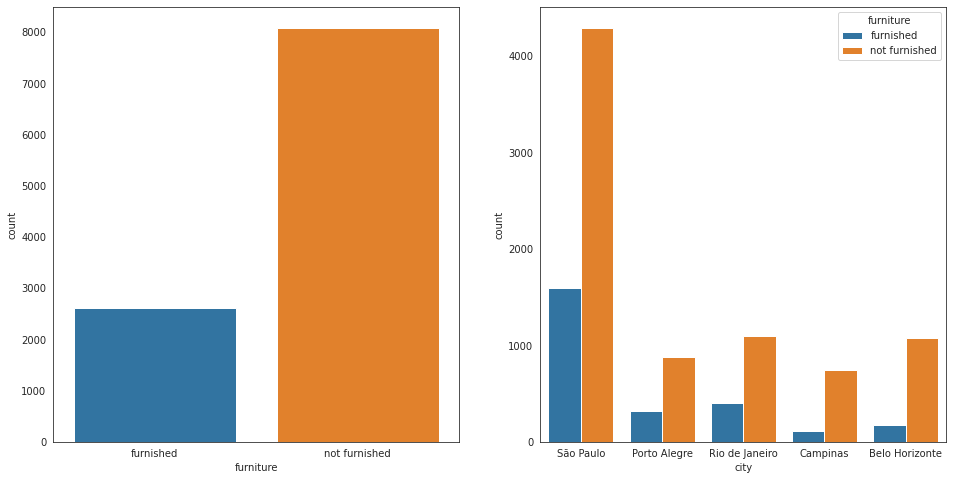 8000
7000
6000
5000
4000
3000
2000
1000
0
count
furnished not furnished
furniture
4000
3000
2000
1000
0
count
furniture
furnished
not furnished
São Paulo Porto Alegre Rio de Janeiro Campinas Belo Horizonte
city